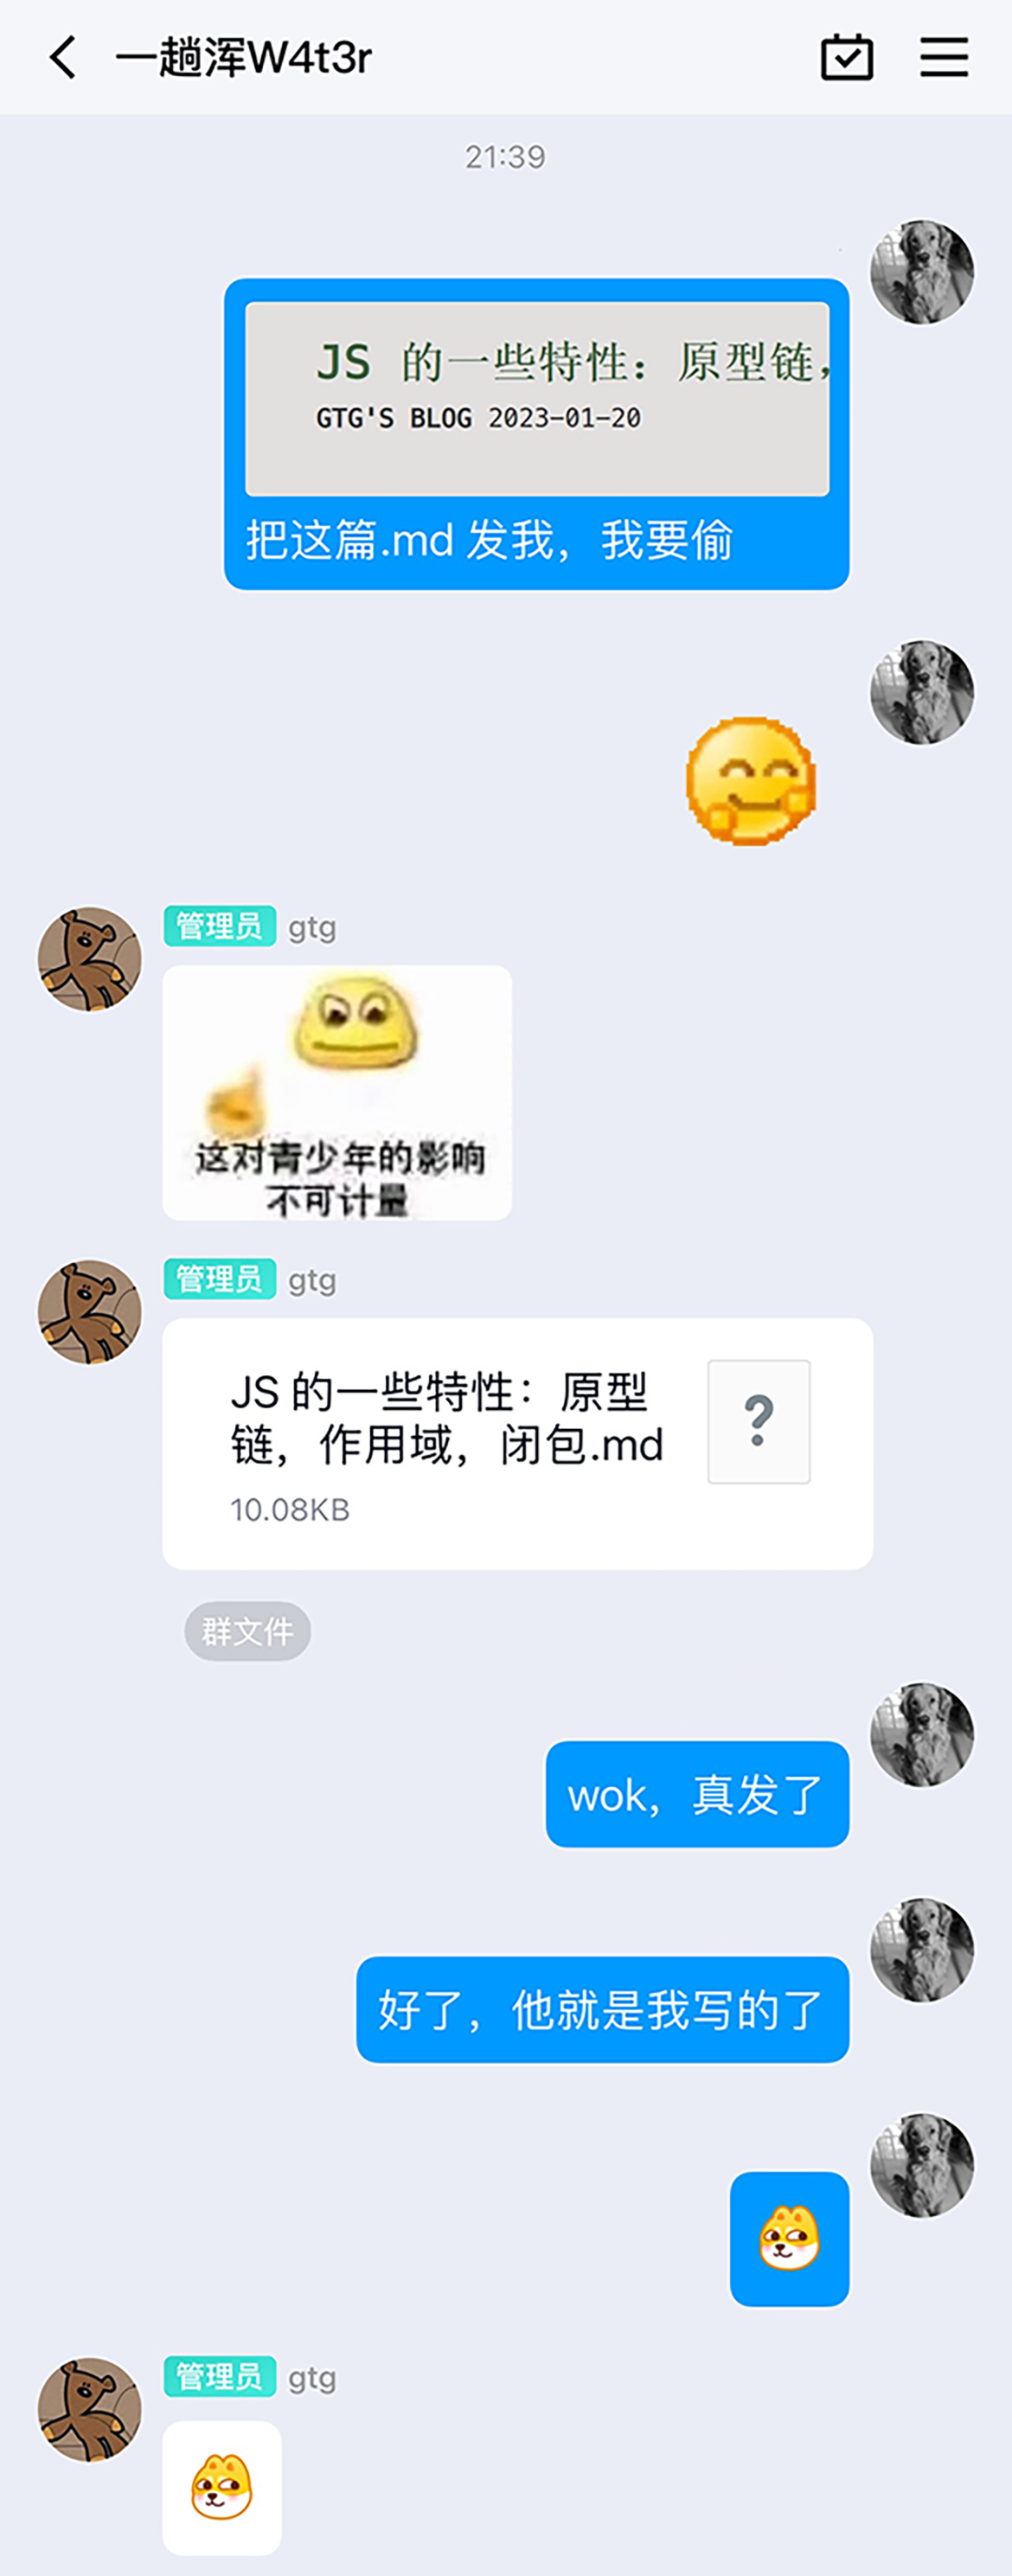 一趟浑W4t3r
21:39
JS 的一些特性：原型链，
GTG'S BLOG 2023-01-20
把这篇.md 发我，我要偷
管理员 gtg
这对青少年的影响
不可计量
管理员 gtg
JS 的一些特性：原型
链，作用域，闭包.md
10.08KB
群文件
wok，真发了
好了，他就是我写的了
管理员 gtg